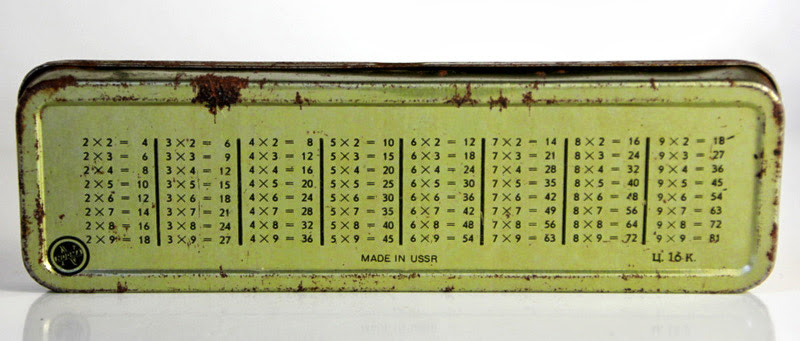 2 × 2 = 4 3 × 2 = 6 4 × 2 = 8 5 × 2 = 10 6 × 2 = 12 7 × 2 = 14 8 × 2 = 16 9 × 2 = 18
2 × 3 = 6 3 × 3 = 9 4 × 3 = 12 5 × 3 = 15 6 × 3 = 18 7 × 3 = 21 8 × 3 = 24 9 × 3 = 27
2 × 4 = 8 3 × 4 = 12 4 × 4 = 16 5 × 4 = 20 6 × 4 = 24 7 × 4 = 28 8 × 4 = 32 9 × 4 = 36
2 × 5 = 10 3 × 5 = 15 4 × 5 = 20 5 × 5 = 25 6 × 5 = 30 7 × 5 = 35 8 × 5 = 40 9 × 5 = 45
2 × 6 = 12 3 × 6 = 18 4 × 6 = 24 5 × 6 = 30 6 × 6 = 36 7 × 6 = 42 8 × 6 = 48 9 × 6 = 54
2 × 7 = 14 3 × 7 = 21 4 × 7 = 28 5 × 7 = 35 6 × 7 = 42 7 × 7 = 49 8 × 7 = 56 9 × 7 = 63
2 × 8 = 16 3 × 8 = 24 4 × 8 = 32 5 × 8 = 40 6 × 8 = 48 7 × 8 = 56 8 × 8 = 64 9 × 8 = 72
2 × 9 = 18 3 × 9 = 27 4 × 9 = 36 5 × 9 = 45 6 × 9 = 54 7 × 9 = 63 8 × 9 = 72 9 × 9 = 81
MADE IN USSR Ц. 16 К.